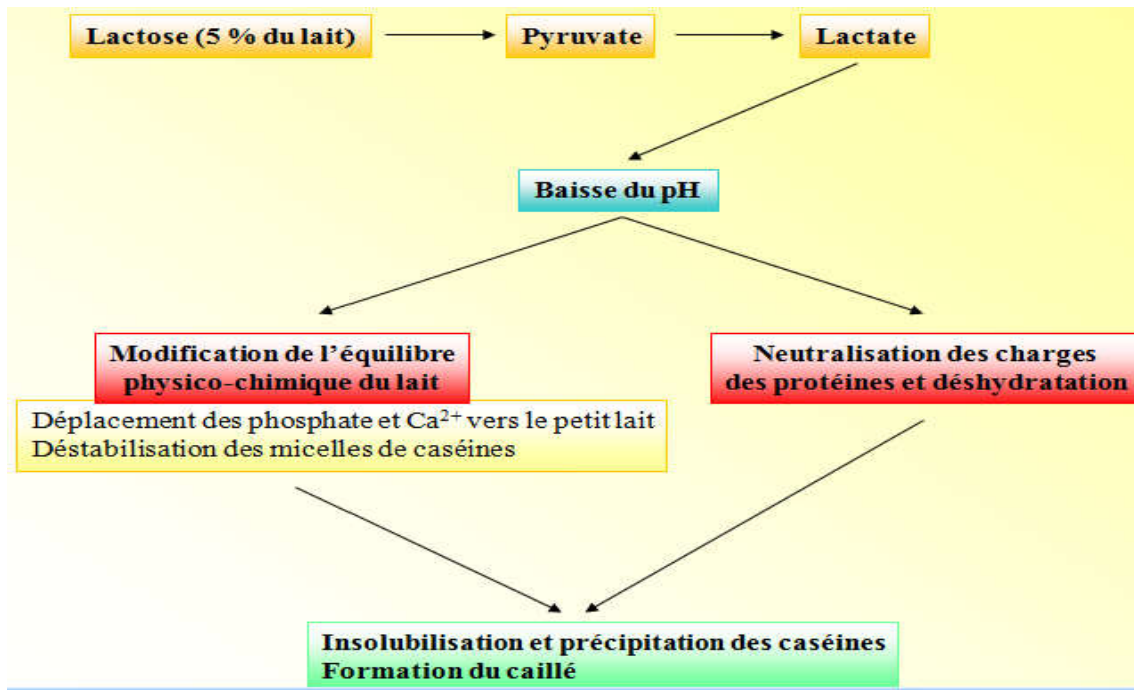 Lactose (5 % du lait)
Pyruvate
Lactate
Baisse du pH
Modification de l’équilibre
physico-chimique du lait
Déplacement des phosphate et Ca²⁺ vers le petit lait
Déstabilisation des micelles de caséines
Neutralisation des charges
des protéines et déshydratation
Insolubilisation et précipitation des caséines
Formation du caillé